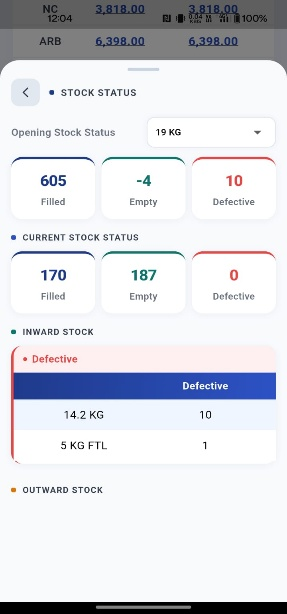 NC 3,818.00 3,818.00
12:04 100%
ARB 6,398.00 6,398.00
STOCK STATUS
Opening Stock Status 19 KG
605 -4 10
Filled Empty Defective
CURRENT STOCK STATUS
170 187 0
Filled Empty Defective
INWARD STOCK
Defective
Defective
14.2 KG 10
5 KG FTL 1
OUTWARD STOCK